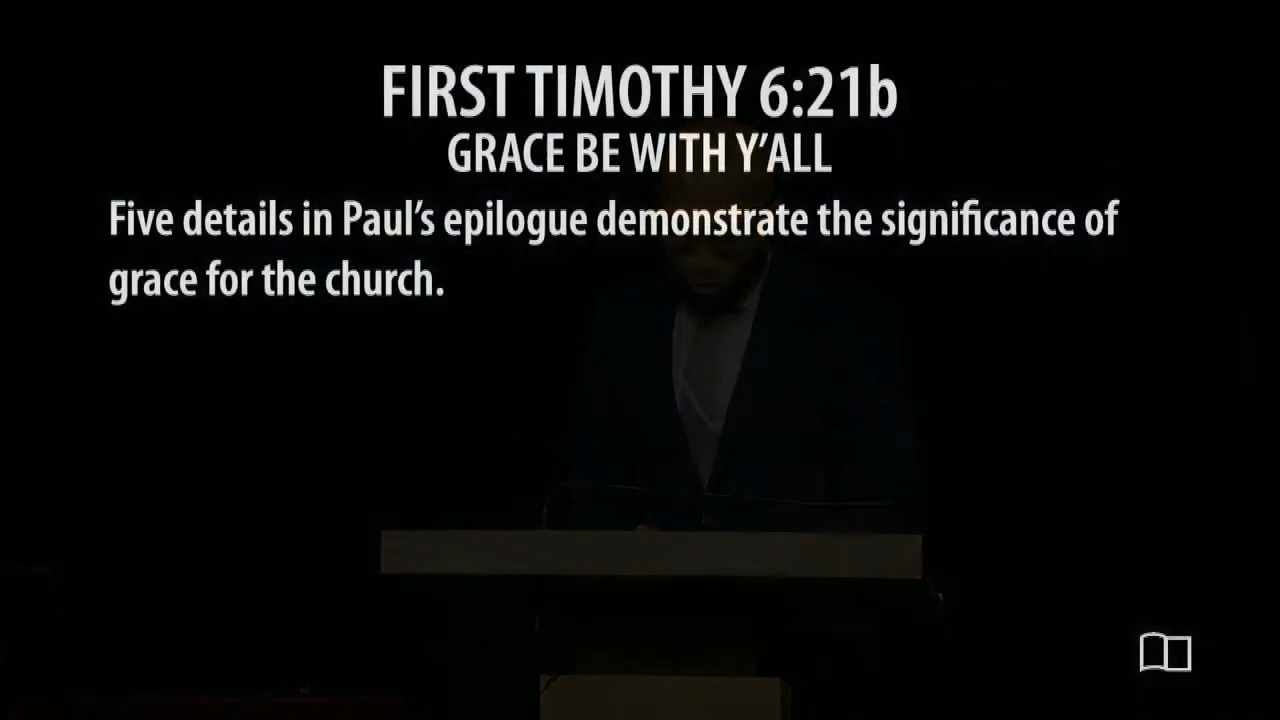 FIRST TIMOTHY 6:21b
GRACE BE WITH Y’ALL
Five details in Paul’s epilogue demonstrate the significance of
grace for the church.